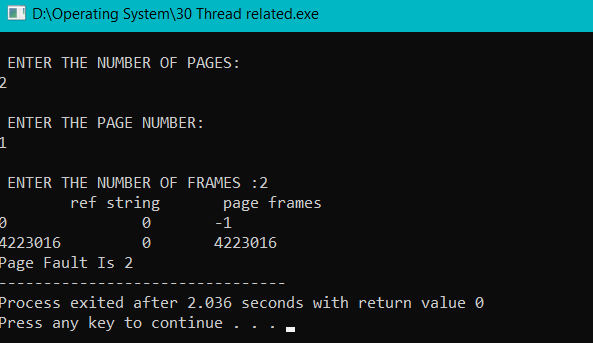 D:\Operating System\30 Thread related.exe
ENTER THE NUMBER OF PAGES:
2
ENTER THE PAGE NUMBER:
1
ENTER THE NUMBER OF FRAMES :2
ref string page frames
0 0 -1
4223016 0 4223016
Page Fault Is 2
--------------------------------
Process exited after 2.036 seconds with return value 0
Press any key to continue . . .